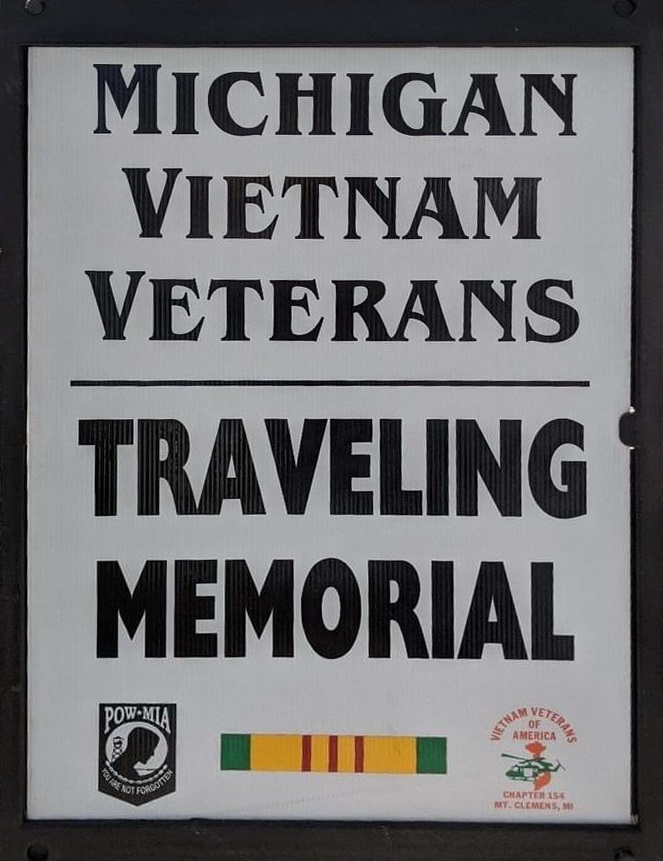 MICHIGAN
VIETNAM
VETERANS
TRAVELING
MEMORIAL
POW★MIA
YOU ARE NOT FORGOTTEN
VIETNAM VETERANS
OF
AMERICA
CHAPTER 154
MT. CLEMENS, MI